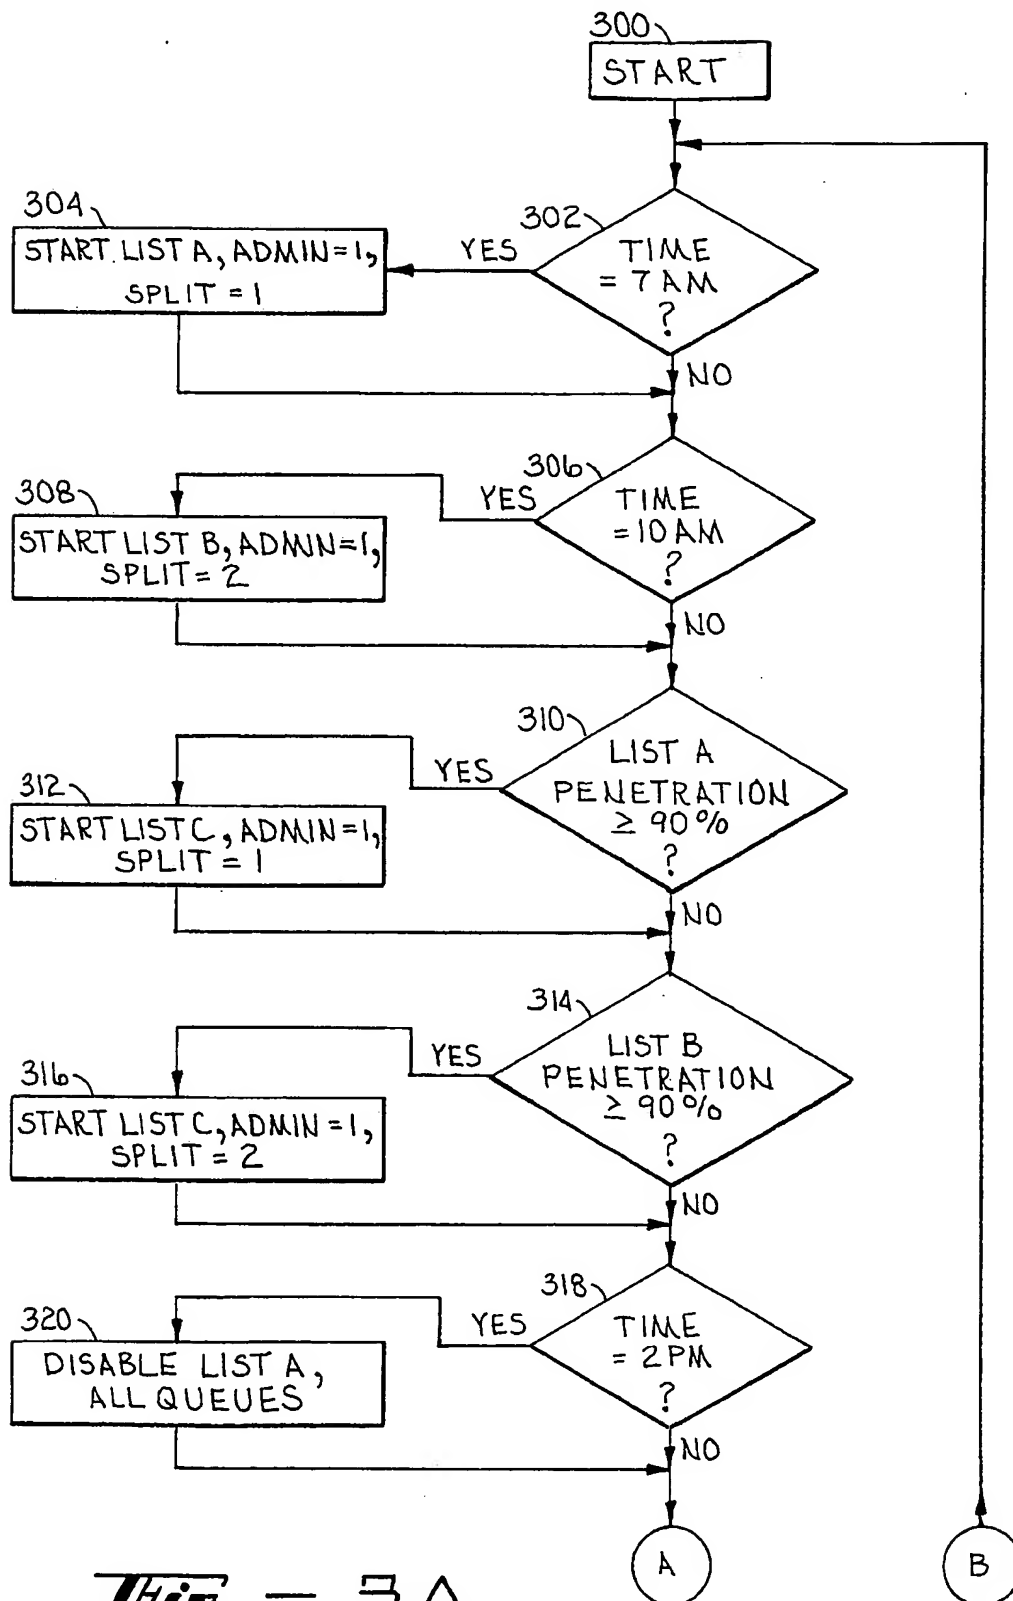 300
START
304
302
START LIST A, ADMIN=1,
SPLIT = 1
YES
TIME
= 7 AM
?
NO
306
308
YES
TIME
= 10 AM
?
START LIST B, ADMIN=1,
SPLIT = 2
NO
310
LIST A
PENETRATION
≥ 90%
?
YES
312
START LIST C, ADMIN=1,
SPLIT = 1
NO
314
LIST B
PENETRATION
≥ 90%
?
YES
316
START LIST C, ADMIN=1,
SPLIT = 2
NO
318
320
YES
TIME
= 2 PM
?
DISABLE LIST A,
ALL QUEUES
NO
A
B
3A